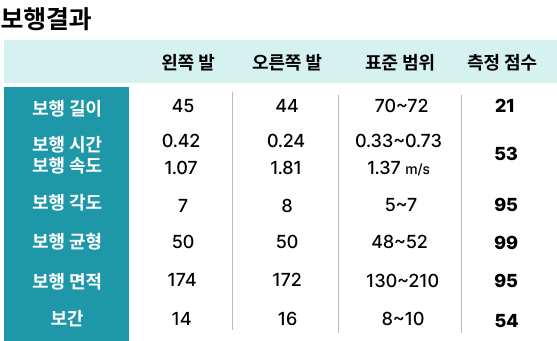 보행결과
왼쪽 발 오른쪽 발 표준 범위 측정 점수
보행 길이 45 44 70~72 21
보행 시간 0.42 0.24 0.33~0.73 53
보행 속도 1.07 1.81 1.37 m/s
보행 각도 7 8 5~7 95
보행 균형 50 50 48~52 99
보행 면적 174 172 130~210 95
보간 14 16 8~10 54